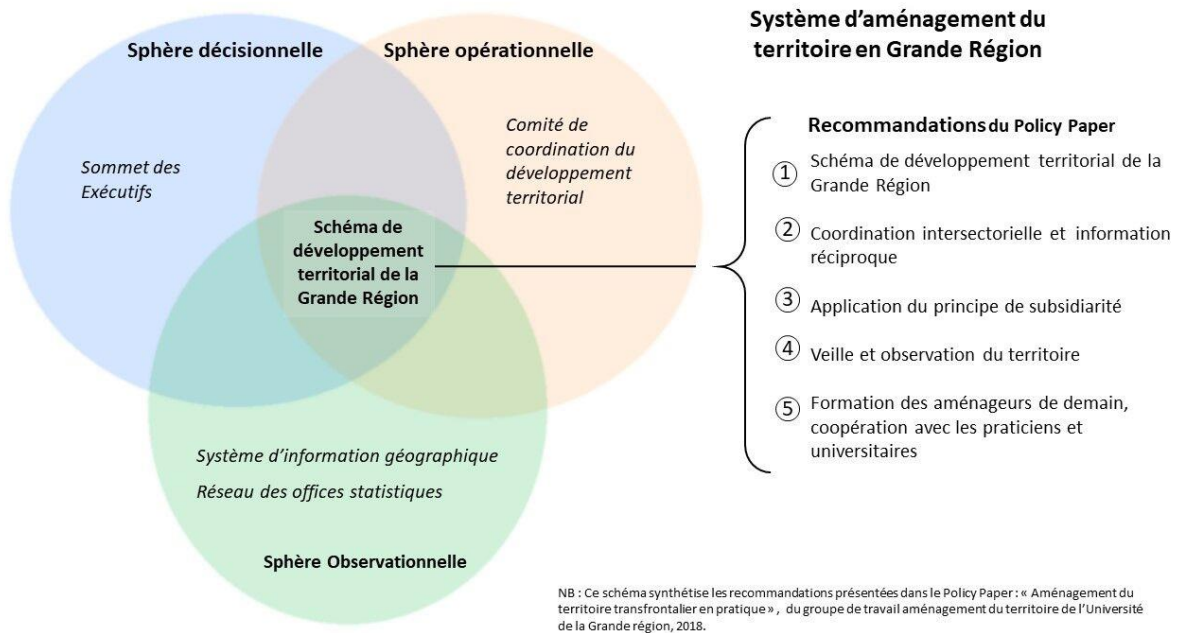 Système d’aménagement du
territoire en Grande Région
Sphère décisionnelle
Sphère opérationnelle
Sommet des
Exécutifs
Comité de
coordination du
développement
territorial
Schéma de
développement
territorial de la
Grande Région
Système d’information géographique
Réseau des offices statistiques
Sphère Observationnelle
Recommandations du Policy Paper
1 Schéma de développement territorial de la
Grande Région
2 Coordination intersectorielle et information
réciproque
3 Application du principe de subsidiarité
4 Veille et observation du territoire
5 Formation des aménageurs de demain,
coopération avec les praticiens et
universitaires
NB : Ce schéma synthétise les recommandations présentées dans le Policy Paper : « Aménagement du
territoire transfrontalier en pratique » , du groupe de travail aménagement du territoire de l’Université
de la Grande région, 2018.